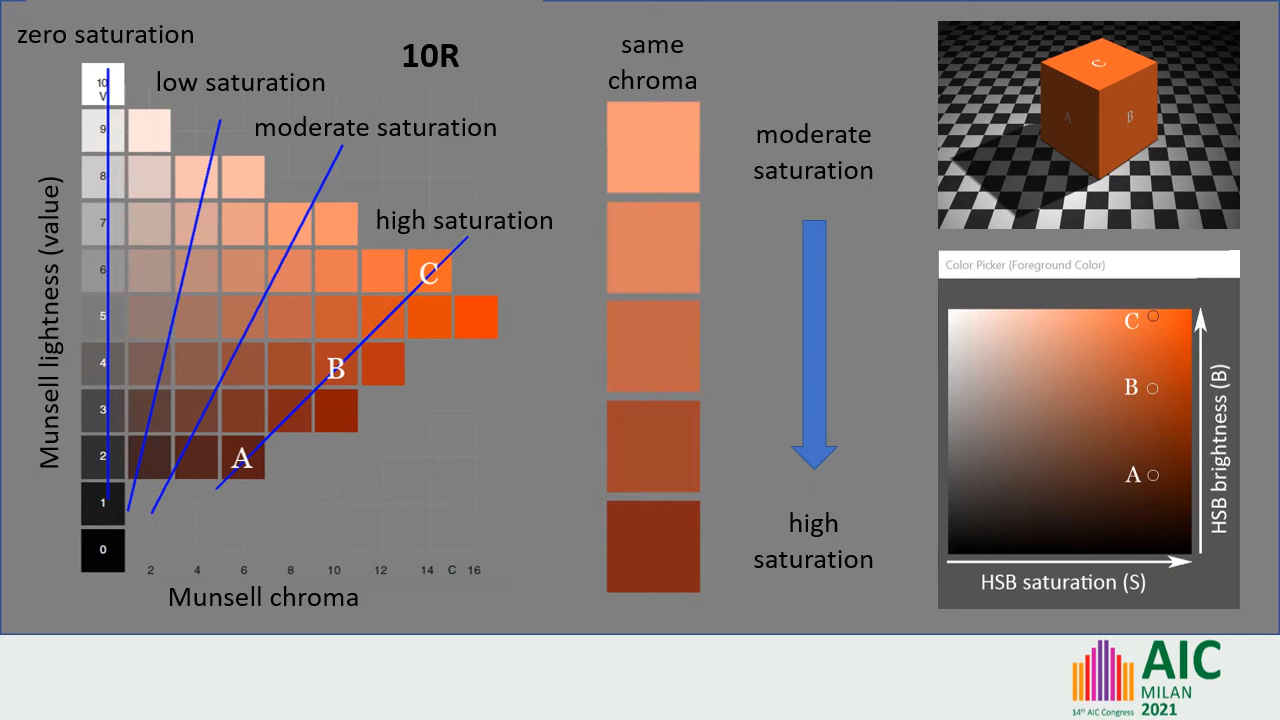 zero saturation
10R
low saturation
moderate saturation
high saturation
Munsell lightness (value)
10
V
9
8
7
6
5
4
3
2
1
0
C
B
A
2 4 6 8 10 12 14 C 16
Munsell chroma
same
chroma
moderate
saturation
high
saturation
C
A B
Color Picker (Foreground Color)
C
B
A
HSB brightness (B)
HSB saturation (S)
AIC
MILAN
14th AIC Congress 2021